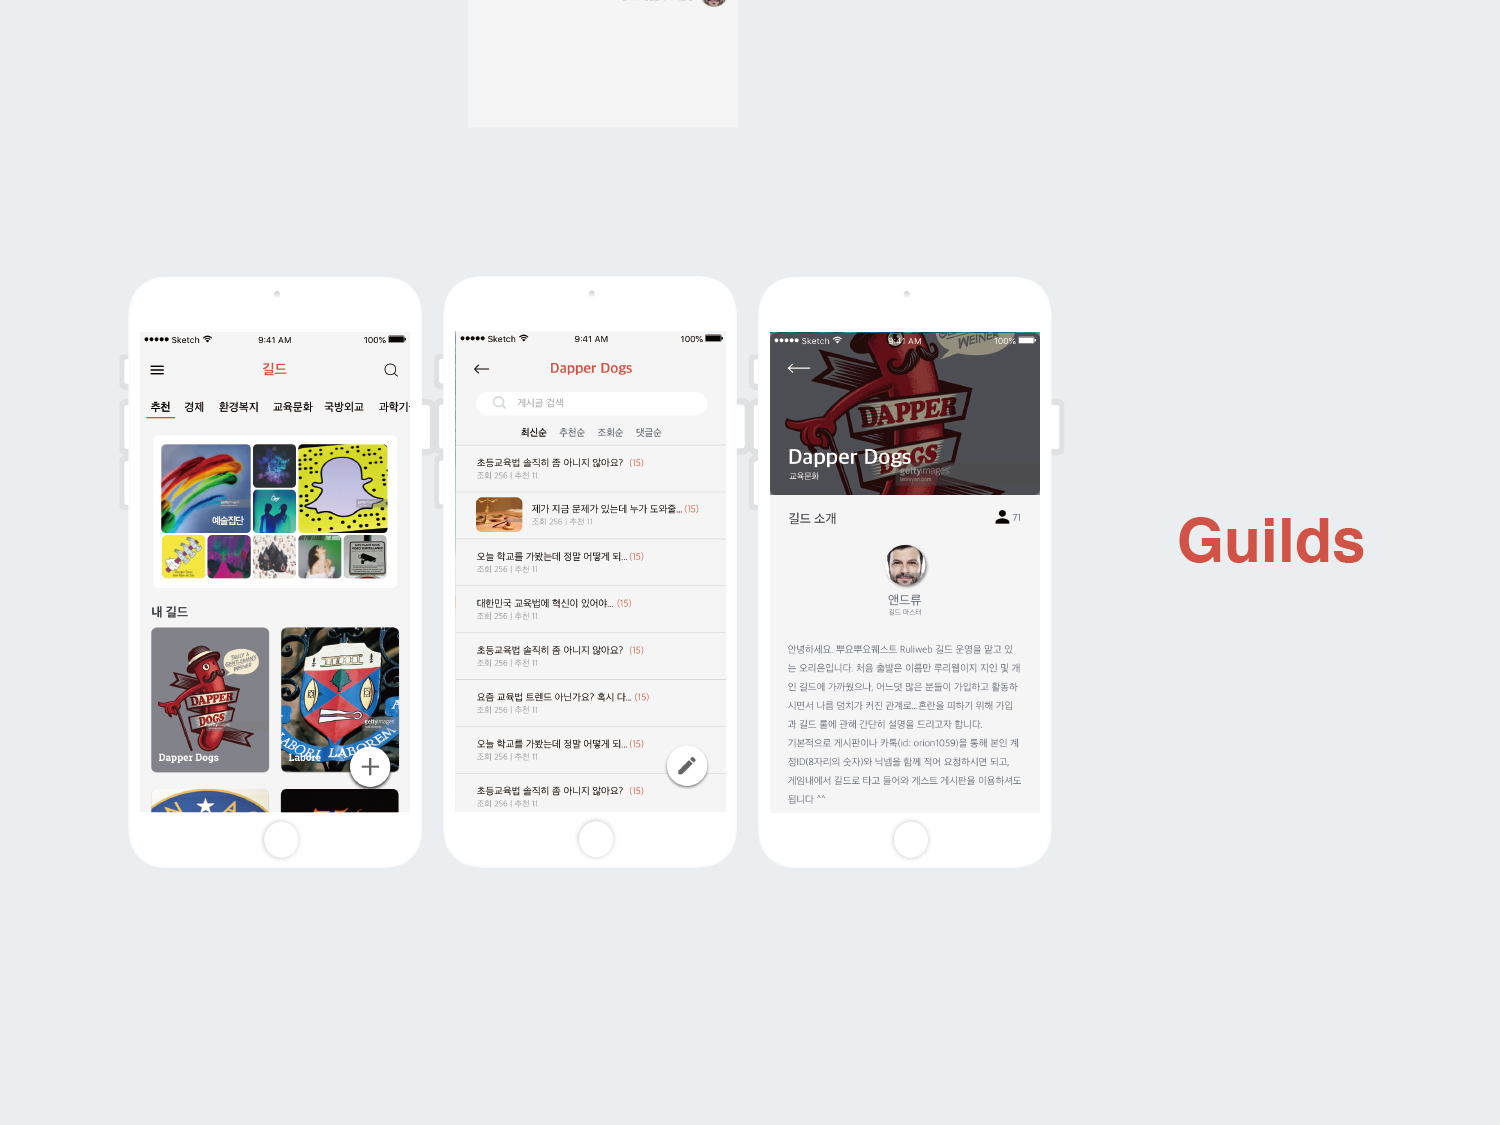 Sketch 9:41 AM 100%
길드
추천 경제 환경복지 교육문화 국방외교 과학기
예술집단
내 길드
TRULY A GENTLEMAN'S WIENER
DAPPER
DOGS
Dapper Dogs
gettyimages
LABORI LABOREM
Labore
Sketch 9:41 AM 100%
Dapper Dogs
게시글 검색
최신순 추천순 조회순 댓글순
초등교육법 솔직히 좀 아니지 않아요? (15)
조회 256 | 추천 11
제가 지금 문제가 있는데 누가 도와줄... (15)
조회 256 | 추천 11
오늘 학교를 가봤는데 정말 어떻게 되... (15)
조회 256 | 추천 11
대한민국 교육법에 혁신이 있어야... (15)
조회 256 | 추천 11
초등교육법 솔직히 좀 아니지 않아요? (15)
조회 256 | 추천 11
요즘 교육법 트렌드 아닌가요? 혹시 다... (15)
조회 256 | 추천 11
오늘 학교를 가봤는데 정말 어떻게 되... (15)
조회 256 | 추천 11
초등교육법 솔직히 좀 아니지 않아요? (15)
조회 256 | 추천 11
Sketch 9:41 AM 100%
WIENER
DAPPER
Dapper Dogs
gettyimages
교육문화
길드 소개
71
앤드류
길드 마스터
안녕하세요. 뿌요뿌요퀘스트 Ruliweb 길드 운영을 맡고 있
는 오리온입니다. 처음 출발은 이름만 루리웹이지 지인 및 개
인 길드에 가까웠으나, 어느덧 많은 분들이 가입하고 활동하
시면서 나름 덩치가 커진 관계로...혼란을 피하기 위해 가입
과 길드 룰에 관해 간단히 설명을 드리고자 합니다.
기본적으로 게시판이나 카톡(id: orion1059)을 통해 본인 계
정ID(8자리의 숫자)와 닉넴을 함께 적어 요청하시면 되고,
게임내에서 길드로 타고 들어와 게스트 게시판을 이용하셔도
됩니다 ^^
Guilds